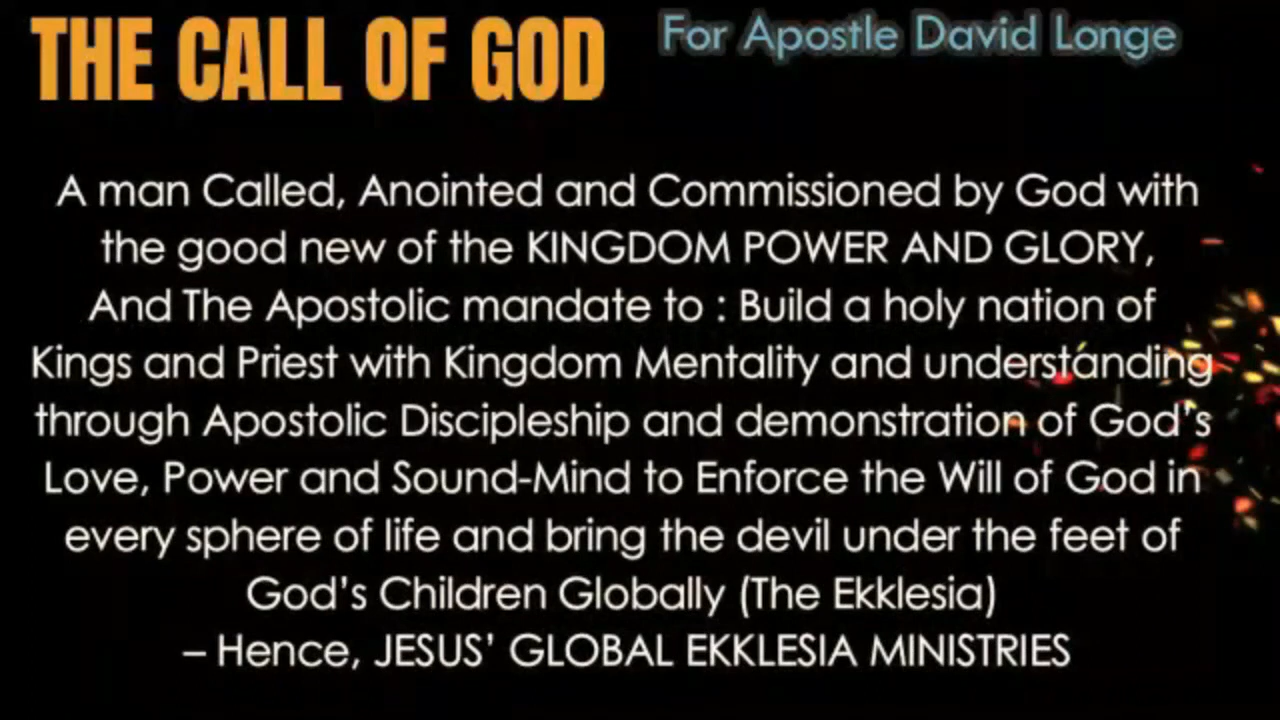 THE CALL OF GOD
For Apostle David Longe
A man Called, Anointed and Commissioned by God with
the good new of the KINGDOM POWER AND GLORY,
And The Apostolic mandate to : Build a holy nation of
Kings and Priest with Kingdom Mentality and understanding
through Apostolic Discipleship and demonstration of God's
Love, Power and Sound-Mind to Enforce the Will of God in
every sphere of life and bring the devil under the feet of
God's Children Globally (The Ekklesia)
– Hence, JESUS' GLOBAL EKKLESIA MINISTRIES